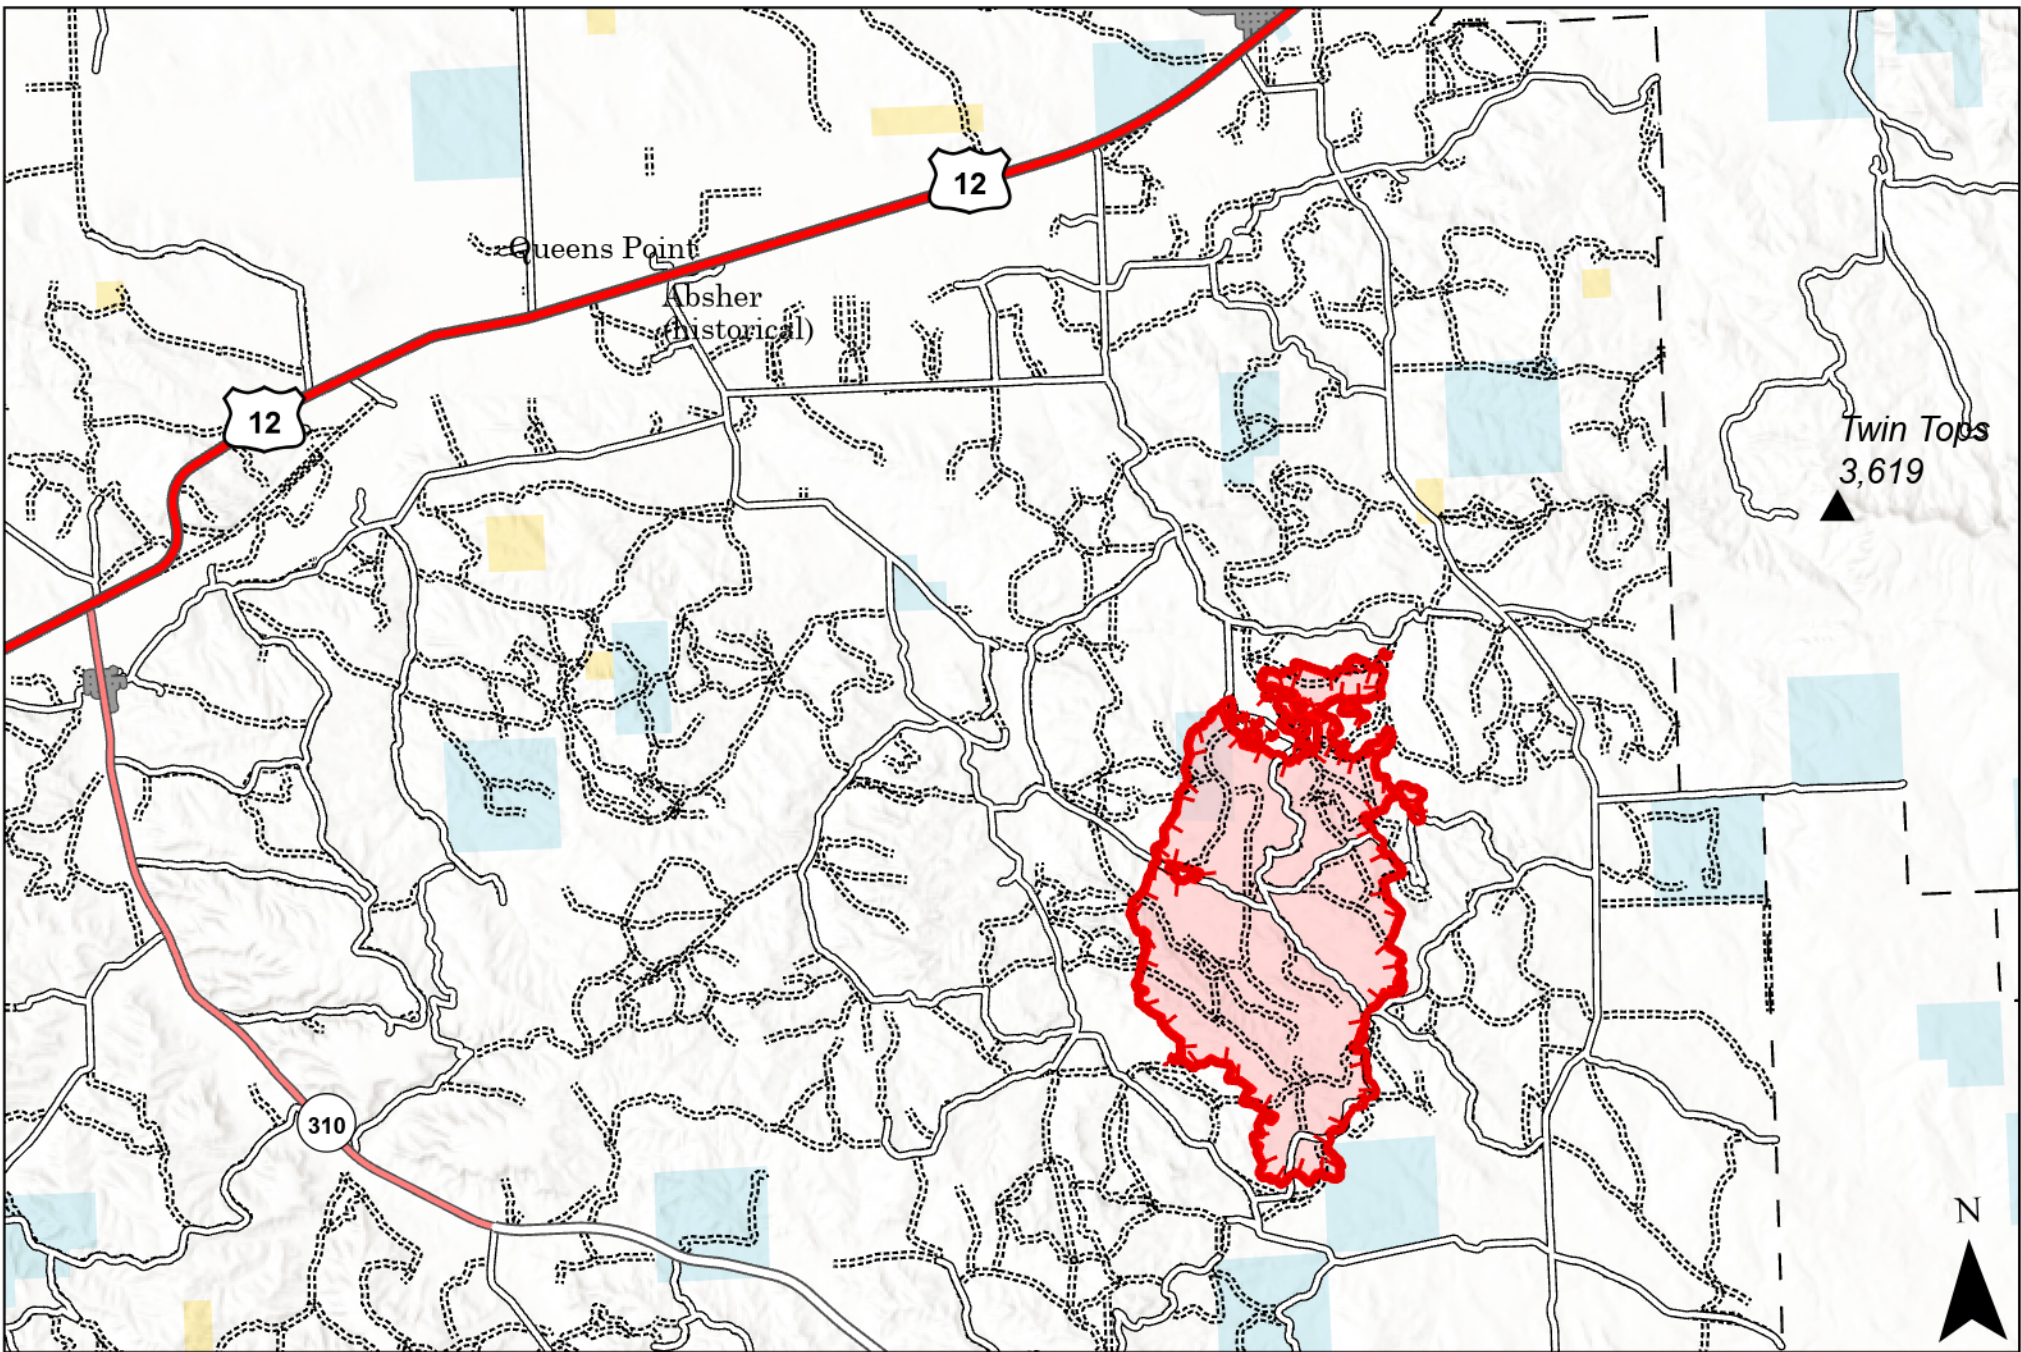 12
Queens Point
Absher
(historical)
12
Twin Tops
3,619
310
N